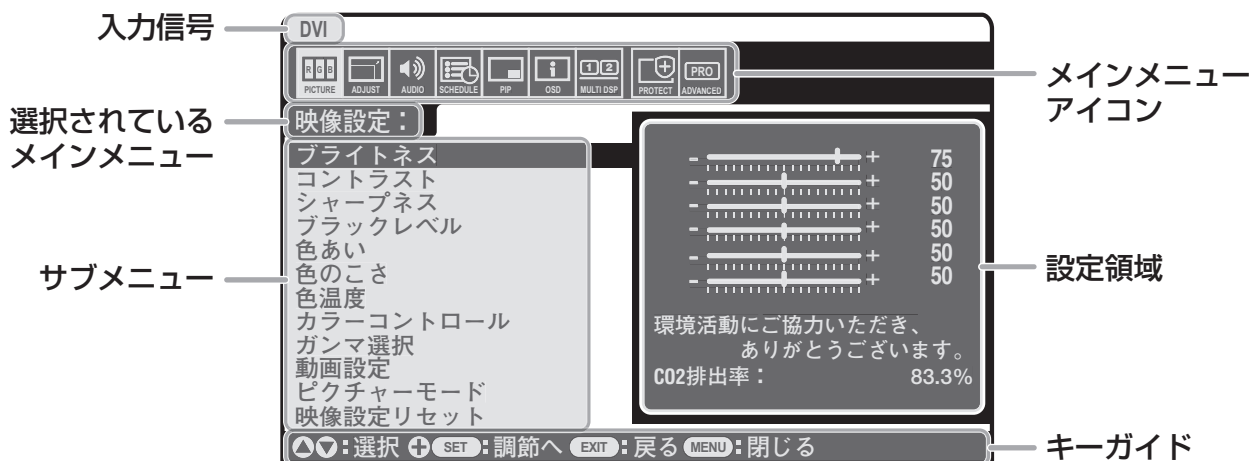 入力信号
DVI
R G B
PICTURE
ADJUST
AUDIO
SCHEDULE
PIP
i
OSD
1 2
MULTI DSP
PROTECT
PRO
ADVANCED
メインメニュー
アイコン
選択されている
メインメニュー
映像設定：
サブメニュー
ブライトネス
コントラスト
シャープネス
ブラックレベル
色あい
色のこさ
色温度
カラーコントロール
ガンマ選択
動画設定
ピクチャーモード
映像設定リセット
- + 75
- + 50
- + 50
- + 50
- + 50
- + 50
環境活動にご協力いただき、
ありがとうございます。
CO2排出率： 83.3%
設定領域
:選択 SET:調節へ EXIT:戻る MENU:閉じる
キーガイド